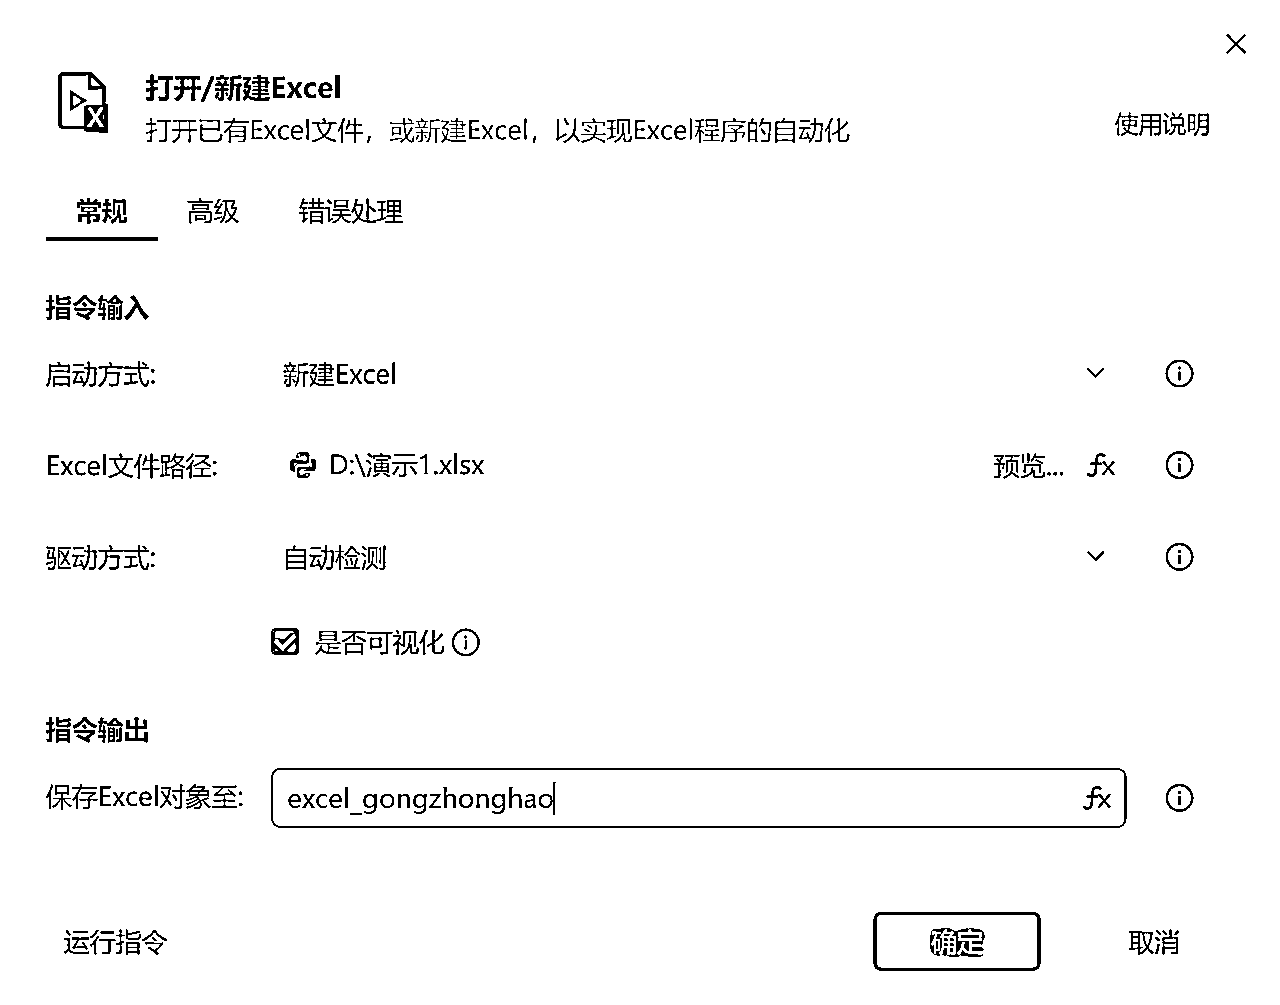 打开/新建Excel
打开已有Excel文件，或新建Excel，以实现Excel程序的自动化
使用说明
常规 高级 错误处理
指令输入
启动方式: 新建Excel
Excel文件路径: D:\演示1.xlsx 预览... fx
驱动方式: 自动检测
是否可视化
指令输出
保存Excel对象至: excel_gongzhonghao fx
运行指令 确定 取消